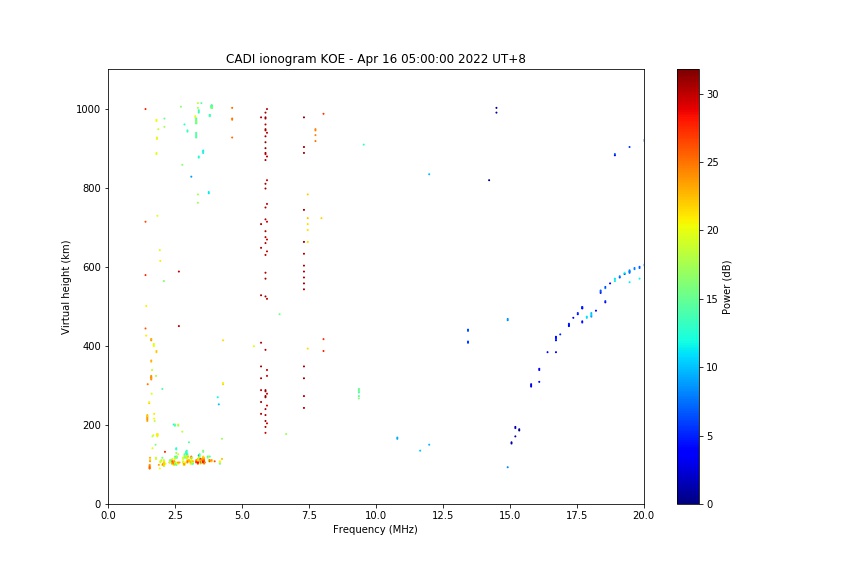 CADI ionogram KOE - Apr 16 05:00:00 2022 UT+8
1000
800
600
400
200
0
Virtual height (km)
0.0 2.5 5.0 7.5 10.0 12.5 15.0 17.5 20.0
Frequency (MHz)
30
25
20
15
10
5
0
Power (dB)